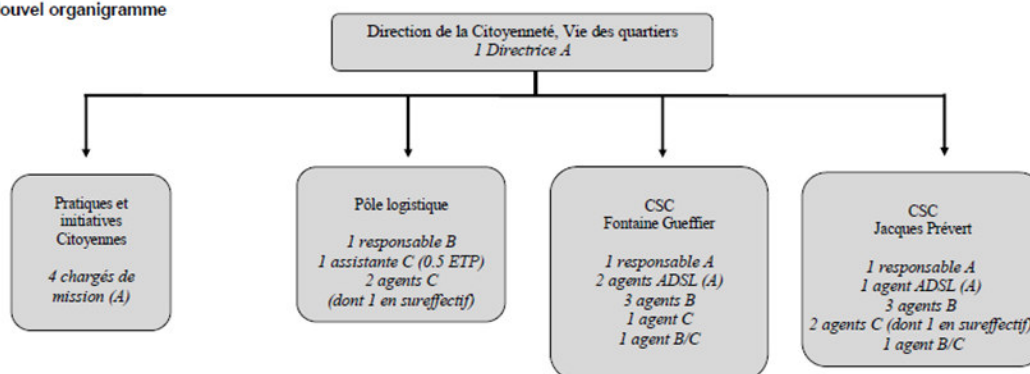 ouvel organigramme
Direction de la Citoyenneté, Vie des quartiers
1 Directrice A
Pratiques et
initiatives
Citoyennes
4 chargés de
mission (A)
Pôle logistique
1 responsable B
1 assistante C (0.5 ETP)
2 agents C
(dont 1 en sureffectif)
CSC
Fontaine Gueffier
1 responsable A
2 agents ADSL (A)
3 agents B
1 agent C
1 agent B/C
CSC
Jacques Prévert
1 responsable A
1 agent ADSL (A)
3 agents B
2 agents C (dont 1 en sureffectif)
1 agent B/C